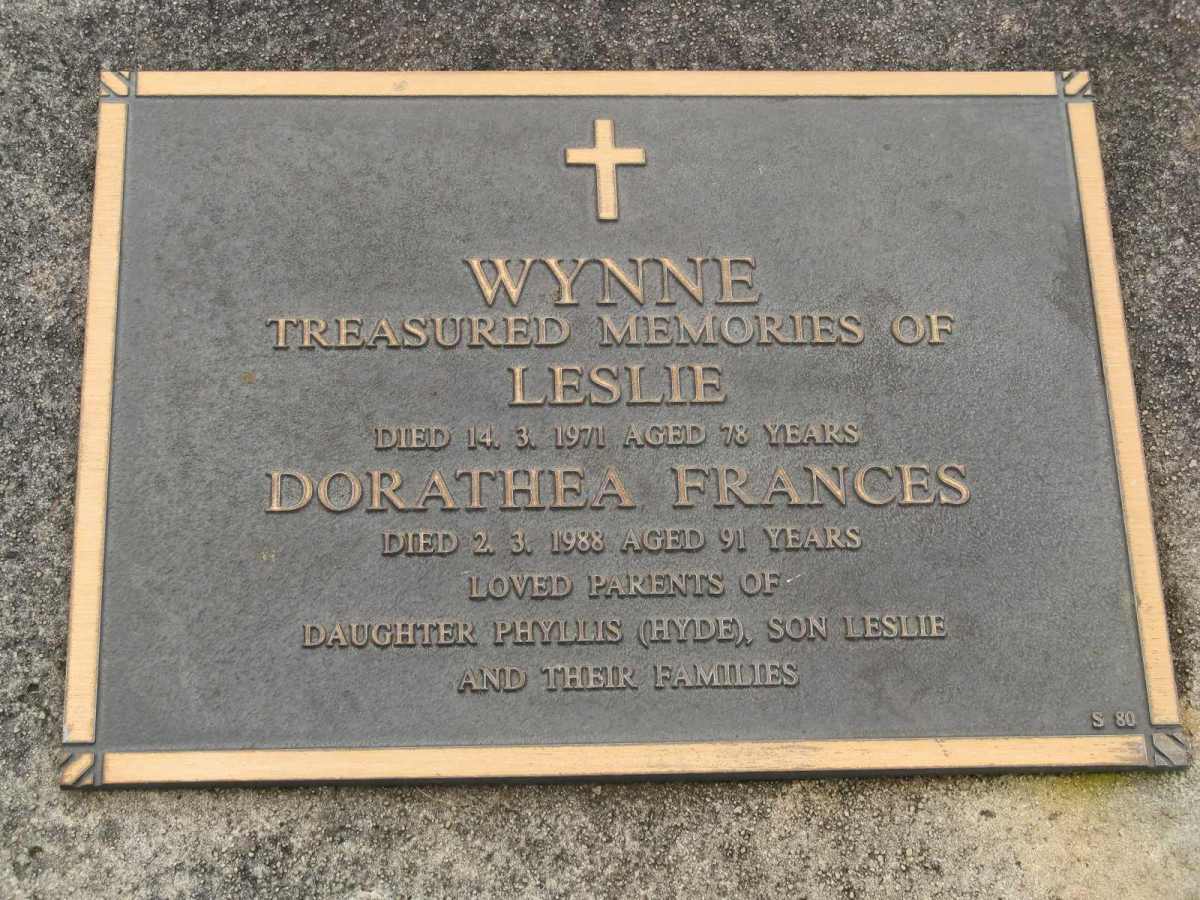 WYNNE
TREASURED MEMORIES OF
LESLIE
DIED 14. 3. 1971 AGED 78 YEARS
DORATHEA FRANCES
DIED 2. 3. 1988 AGED 91 YEARS
LOVED PARENTS OF
DAUGHTER PHYLLIS (HYDE), SON LESLIE
AND THEIR FAMILIES
S 80